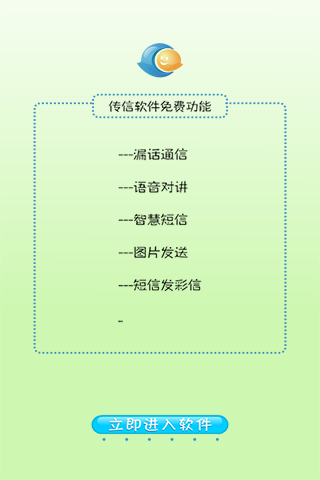 传信软件免费功能
---漏话通信
---语音对讲
---智慧短信
---图片发送
---短信发彩信
..
立即进入软件